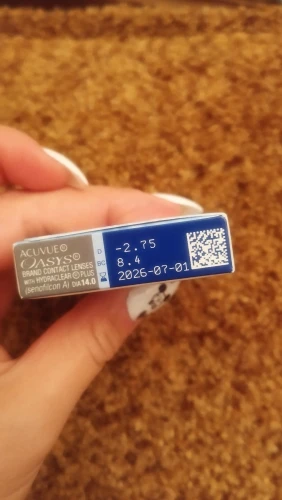 ACUVUE®
OASYS®
BRAND CONTACT LENSES
WITH HYDRACLEAR® PLUS
(senofilcon A) DIA 14.0
D -2.75
BC 8.4
2026-07-01